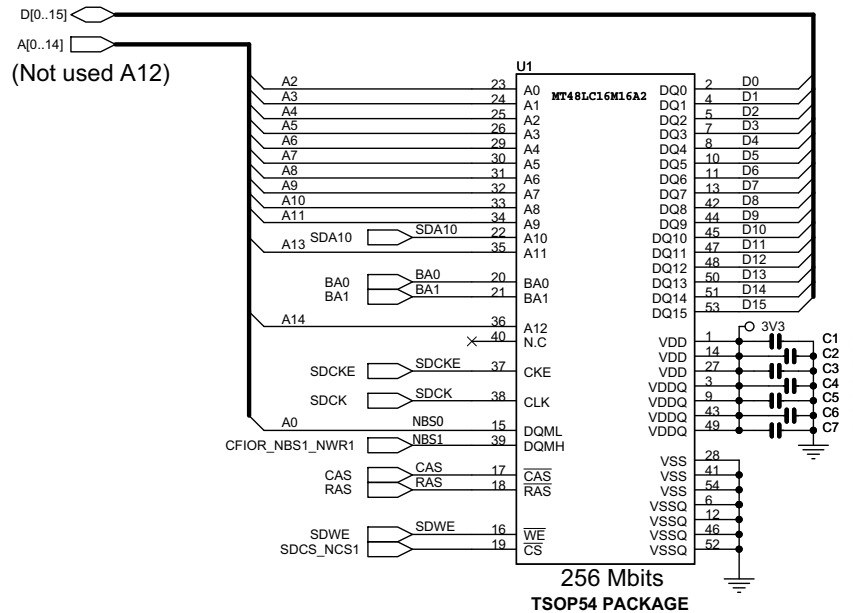 D[0..15]
A[0..14]
(Not used A12)
U1
MT48LC16M16A2
A2 23 A0 DQ0 2 D0
A3 24 A1 DQ1 4 D1
A4 25 A2 DQ2 5 D2
A5 26 A3 DQ3 7 D3
A6 29 A4 DQ4 8 D4
A7 30 A5 DQ5 10 D5
A8 31 A6 DQ6 11 D6
A9 32 A7 DQ7 13 D7
A10 33 A8 DQ8 42 D8
A11 34 A9 DQ9 44 D9
SDA10 SDA10 22 A10 DQ10 45 D10
A13 35 A11 DQ11 47 D11
DQ12 48 D12
BA0 BA0 20 BA0 DQ13 50 D13
BA1 BA1 21 BA1 DQ14 51 D14
DQ15 53 D15
A14 36 A12 3V3
40 N.C VDD 1 C1
VDD 14 C2
SDCKE SDCKE 37 CKE VDD 27 C3
VDDQ 3 C4
SDCK SDCK 38 CLK VDDQ 9 C5
VDDQ 43 C6
A0 NBS0 15 DQML VDDQ 49 C7
CFIOR_NBS1_NWR1 NBS1 39 DQMH
VSS 28
CAS CAS 17 CAS VSS 41
RAS RAS 18 RAS VSS 54
VSSQ 6
VSSQ 12
SDWE SDWE 16 WE VSSQ 46
SDCS_NCS1 19 CS VSSQ 52
256 Mbits
TSOP54 PACKAGE